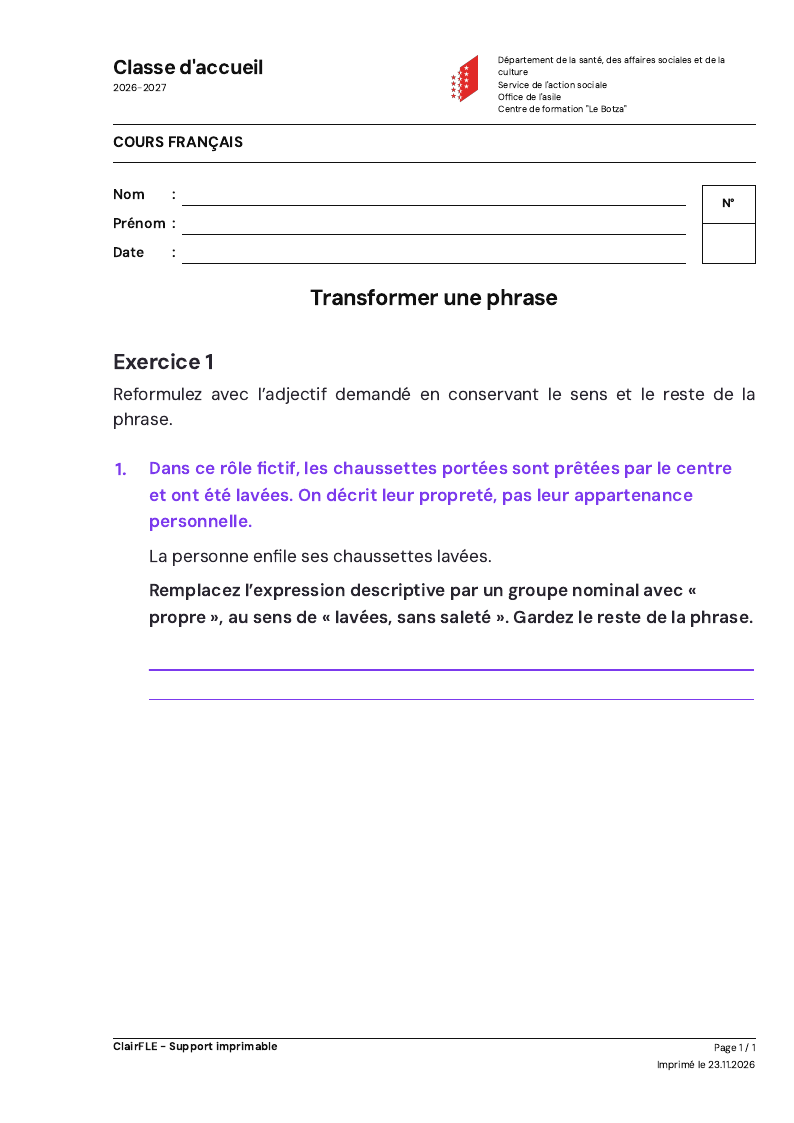 Classe d'accueil
2026-2027
Département de la santé, des affaires sociales et de la
culture
Service de l'action sociale
Office de l'asile
Centre de formation "Le Botza"
COURS FRANÇAIS
Nom :
Prénom :
Date :
N°
Transformer une phrase
Exercice 1
Reformulez avec l’adjectif demandé en conservant le sens et le reste de la
phrase.
1. Dans ce rôle fictif, les chaussettes portées sont prêtées par le centre
et ont été lavées. On décrit leur propreté, pas leur appartenance
personnelle.
La personne enfile ses chaussettes lavées.
Remplacez l’expression descriptive par un groupe nominal avec «
propre », au sens de « lavées, sans saleté ». Gardez le reste de la phrase.
ClairFLE - Support imprimable
Page 1 / 1
Imprimé le 23.11.2026